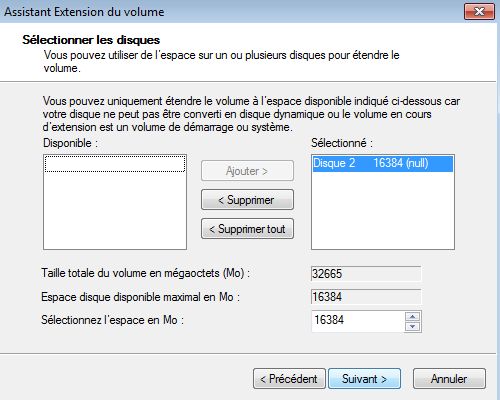 Assistant Extension du volume
Sélectionner les disques
Vous pouvez utiliser de l'espace sur un ou plusieurs disques pour étendre le
volume.
Vous pouvez uniquement étendre le volume à l'espace disponible indiqué ci-dessous car
votre disque ne peut pas être converti en disque dynamique ou le volume en cours
d'extension est un volume de démarrage ou système.
Disponible :
Sélectionné :
Ajouter >
Disque 2 16384 (null)
< Supprimer
< Supprimer tout
Taille totale du volume en mégaoctets (Mo) : 32665
Espace disque disponible maximal en Mo : 16384
Sélectionnez l'espace en Mo : 16384
< Précédent Suivant > Annuler